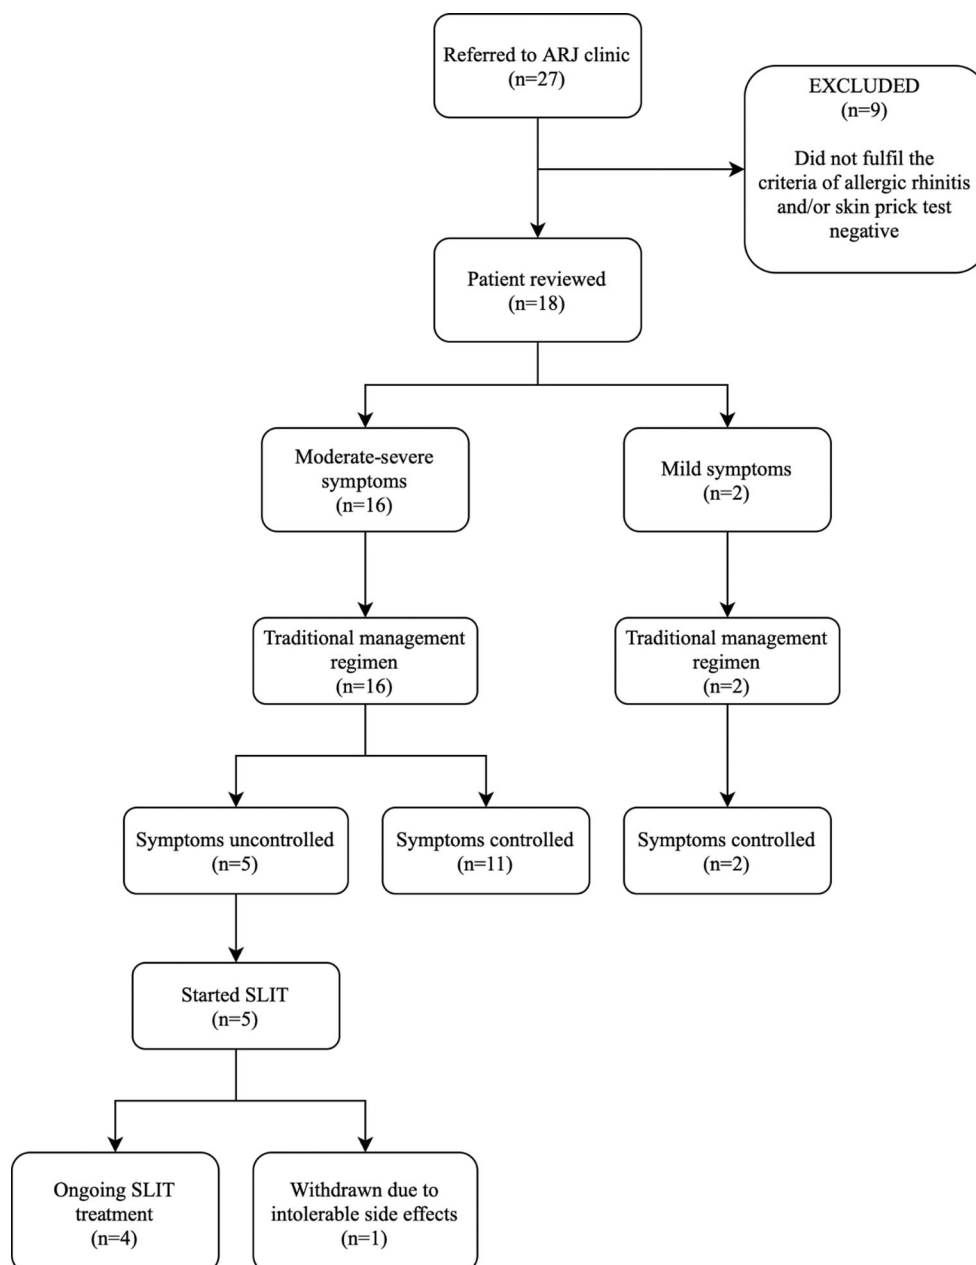 Referred to ARJ clinic
(n=27)
EXCLUDED
(n=9)
Did not fulfil the
criteria of allergic rhinitis
and/or skin prick test
negative
Patient reviewed
(n=18)
Moderate-severe
symptoms
(n=16)
Mild symptoms
(n=2)
Traditional management
regimen
(n=16)
Traditional management
regimen
(n=2)
Symptoms uncontrolled
(n=5)
Symptoms controlled
(n=11)
Symptoms controlled
(n=2)
Started SLIT
(n=5)
Ongoing SLIT
treatment
(n=4)
Withdrawn due to
intolerable side effects
(n=1)